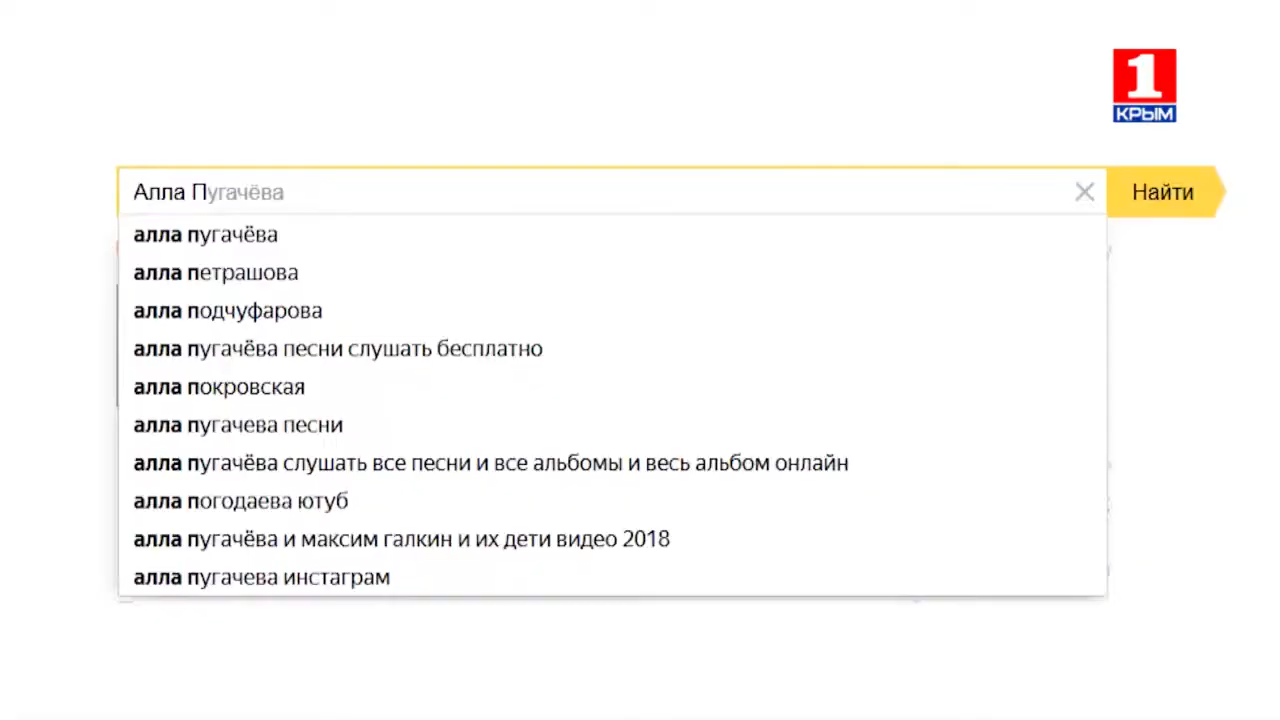 1
КРЫМ
Алла Пугачёва
Найти
алла пугачёва
алла петрашова
алла подчуфарова
алла пугачёва песни слушать бесплатно
алла покровская
алла пугачева песни
алла пугачёва слушать все песни и все альбомы и весь альбом онлайн
алла погодаева ютуб
алла пугачёва и максим галкин и их дети видео 2018
алла пугачева инстаграм